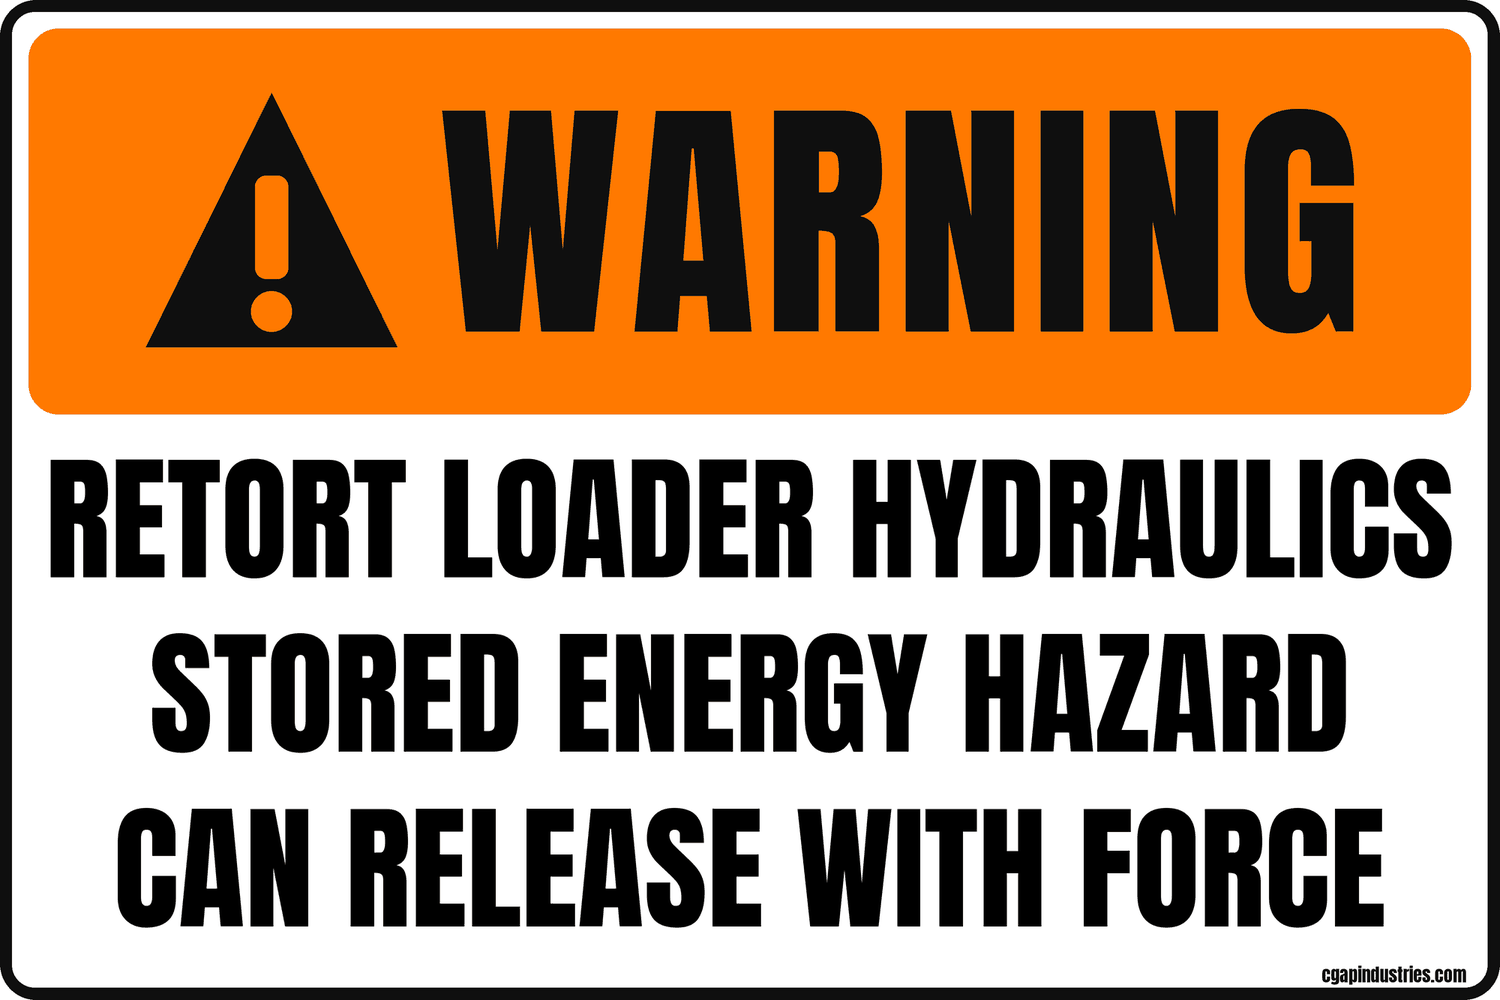 WARNING
RETORT LOADER HYDRAULICS
STORED ENERGY HAZARD
CAN RELEASE WITH FORCE
cgapindustries.com